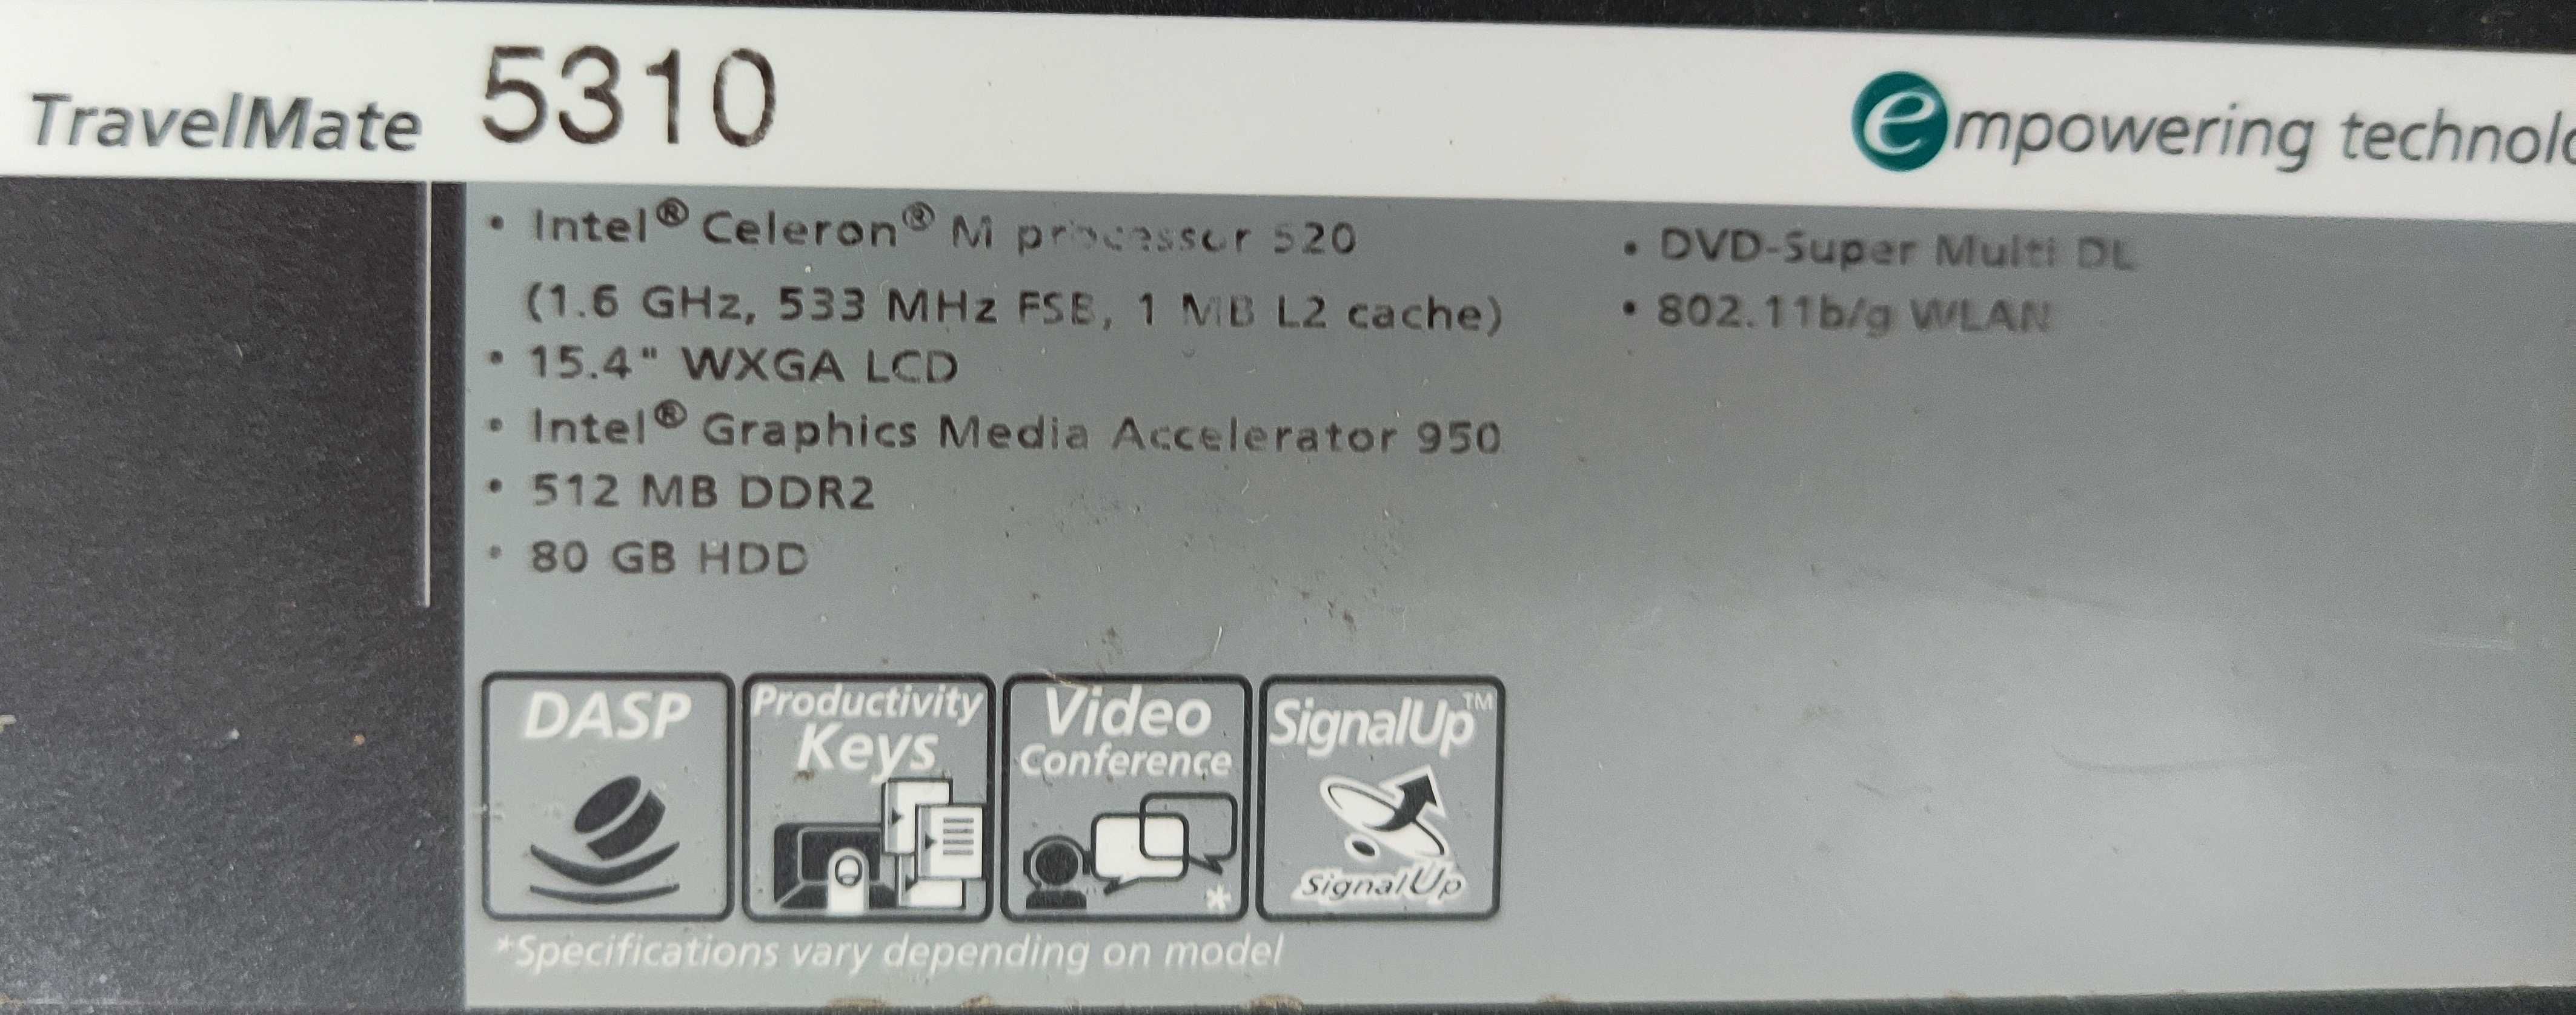 TravelMate 5310
empowering technolo
• Intel® Celeron® M processor 520
(1.6 GHz, 533 MHz FSB, 1 MB L2 cache)
• 15.4" WXGA LCD
• Intel® Graphics Media Accelerator 950
• 512 MB DDR2
• 80 GB HDD
• DVD-Super Multi DL
• 802.11b/g WLAN
DASP
Productivity
Keys
Video
Conference
*
SignalUp™
SignalUp
*Specifications vary depending on model